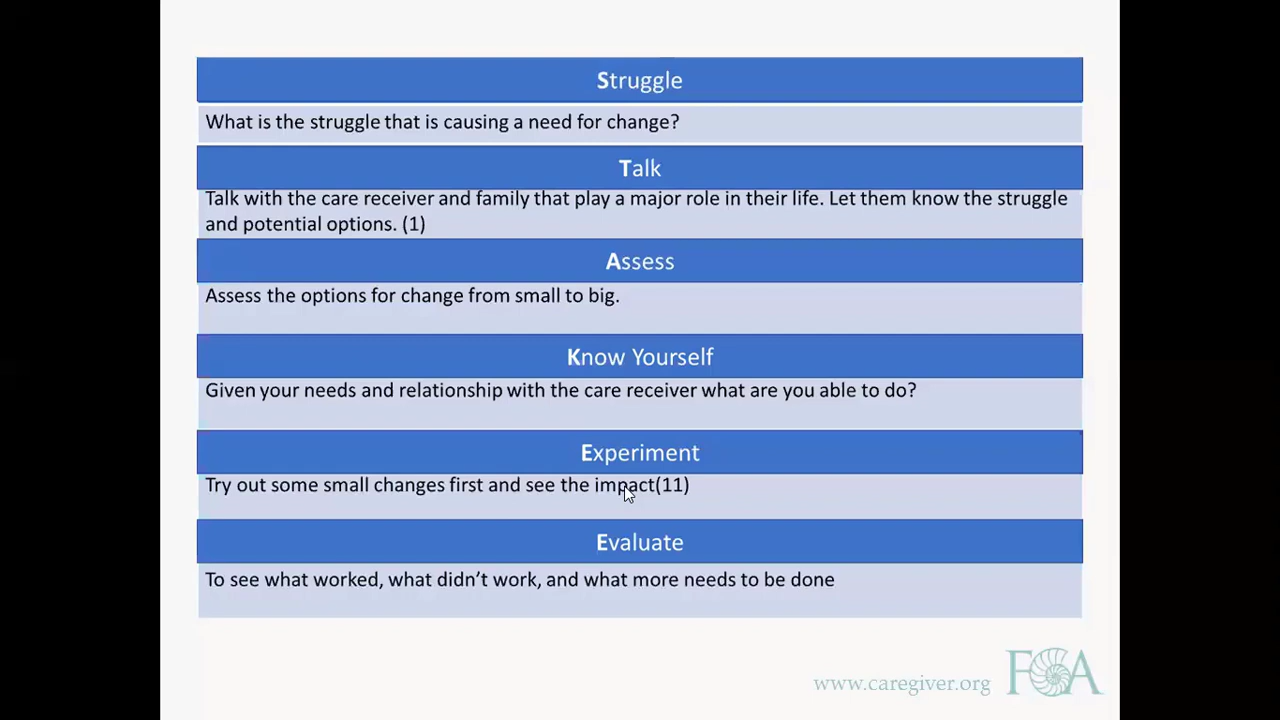 Struggle
What is the struggle that is causing a need for change?
Talk
Talk with the care receiver and family that play a major role in their life. Let them know the struggle
and potential options. (1)
Assess
Assess the options for change from small to big.
Know Yourself
Given your needs and relationship with the care receiver what are you able to do?
Experiment
Try out some small changes first and see the impact(11)
Evaluate
To see what worked, what didn’t work, and what more needs to be done
www.caregiver.org
FCA